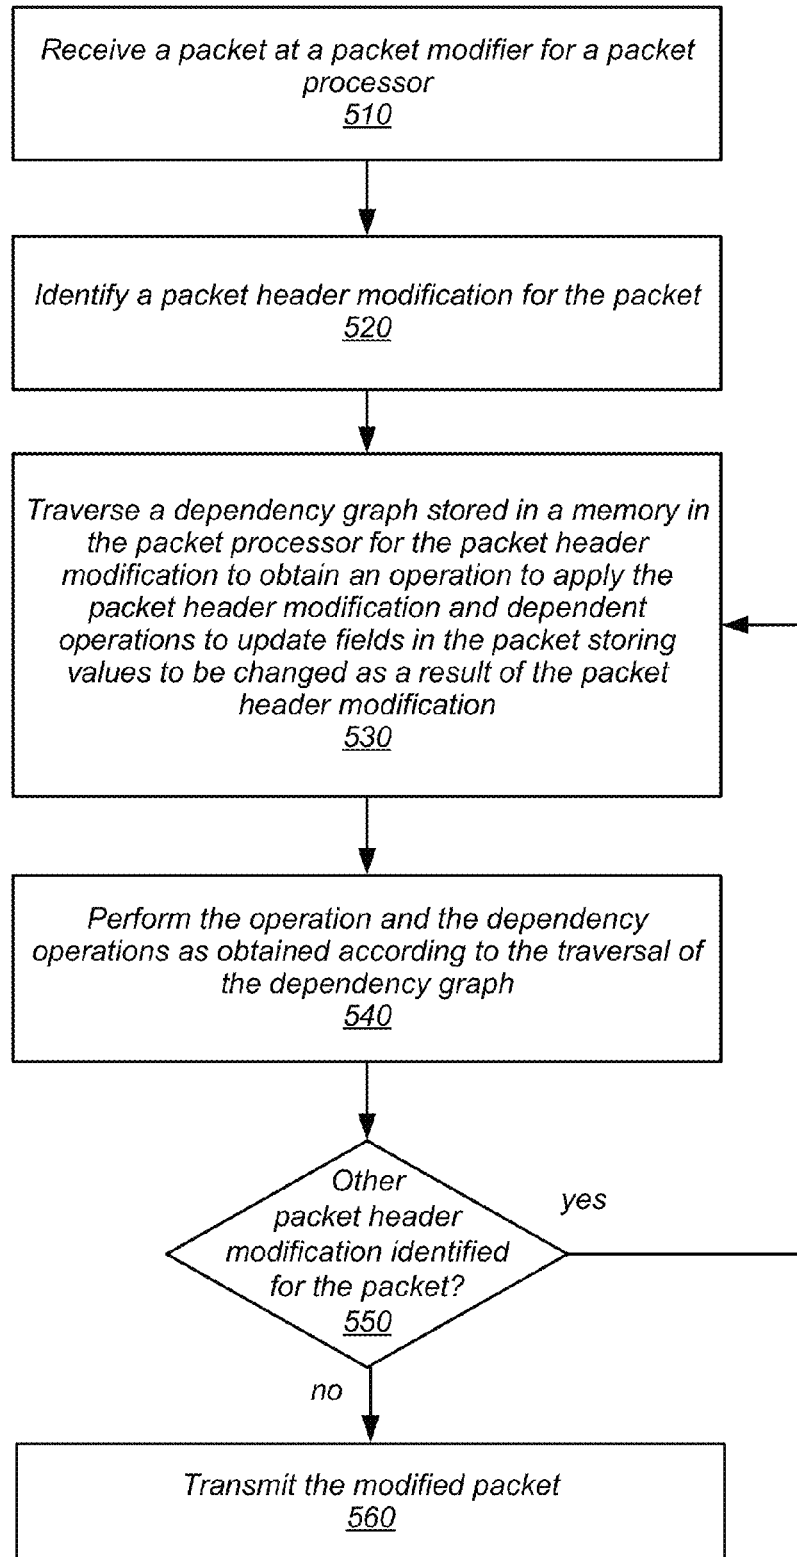 Receive a packet at a packet modifier for a packet
processor
510
Identify a packet header modification for the packet
520
Traverse a dependency graph stored in a memory in
the packet processor for the packet header
modification to obtain an operation to apply the
packet header modification and dependent
operations to update fields in the packet storing
values to be changed as a result of the packet
header modification
530
Perform the operation and the dependency
operations as obtained according to the traversal of
the dependency graph
540
Other
packet header
modification identified
for the packet?
550
yes
no
Transmit the modified packet
560